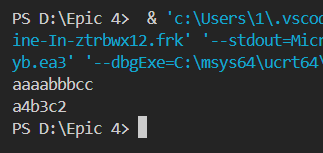 PS D:\Epic 4>  & 'c:\Users\1\.vsco
ine-In-ztrbwx12.frk' '--stdout=Micr
yb.ea3' '--dbgExe=C:\msys64\ucrt64\
aaaabbbcc
a4b3c2
PS D:\Epic 4>